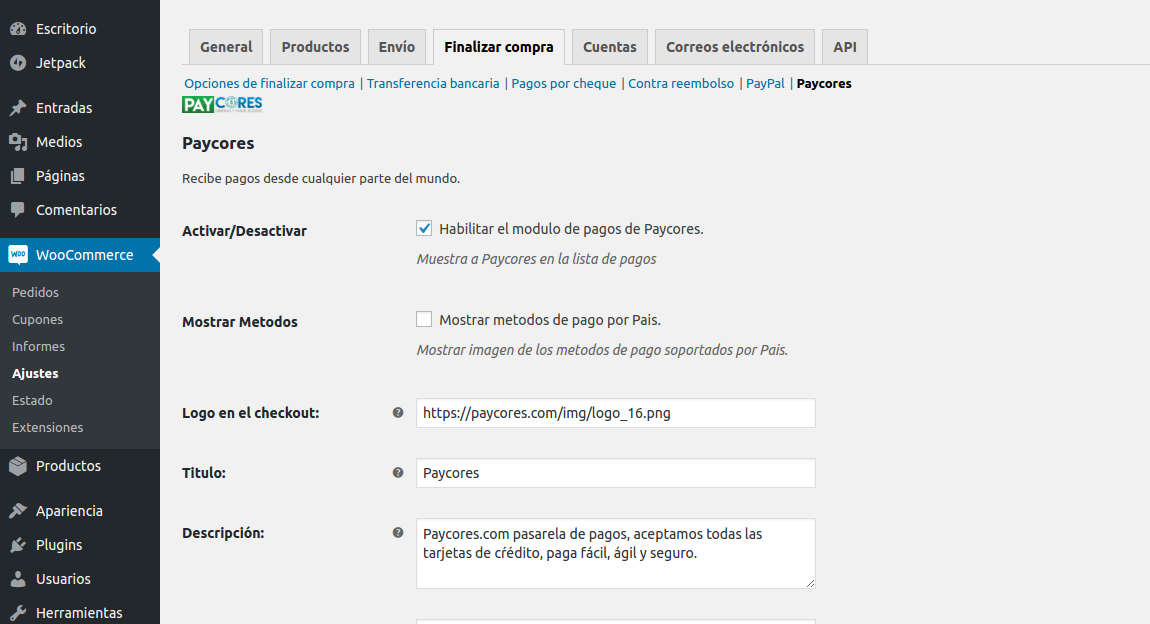 Escritorio
Jetpack
Entradas
Medios
Páginas
Comentarios
WooCommerce
Pedidos
Cupones
Informes
Ajustes
Estado
Extensiones
Productos
Apariencia
Plugins
Usuarios
Herramientas
General Productos Envío Finalizar compra Cuentas Correos electrónicos API
Opciones de finalizar compra | Transferencia bancaria | Pagos por cheque | Contra reembolso | PayPal | Paycores
PAYCORES
Paycores
Recibe pagos desde cualquier parte del mundo.
Activar/Desactivar
Habilitar el modulo de pagos de Paycores.
Muestra a Paycores en la lista de pagos
Mostrar Metodos
Mostrar metodos de pago por Pais.
Mostrar imagen de los metodos de pago soportados por Pais.
Logo en el checkout:
https://paycores.com/img/logo_16.png
Titulo:
Paycores
Descripción:
Paycores.com pasarela de pagos, aceptamos todas las
tarjetas de cŕedito, paga fácil, ágil y seguro.